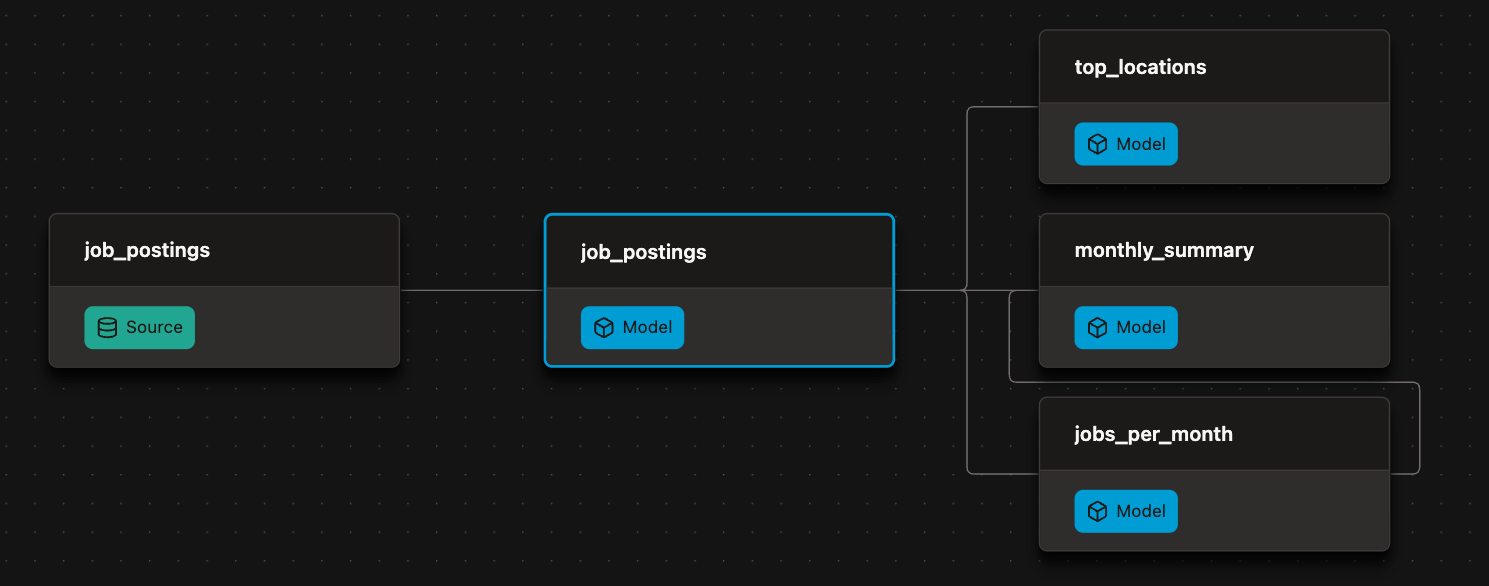 job_postings
Source
job_postings
Model
top_locations
Model
monthly_summary
Model
jobs_per_month
Model